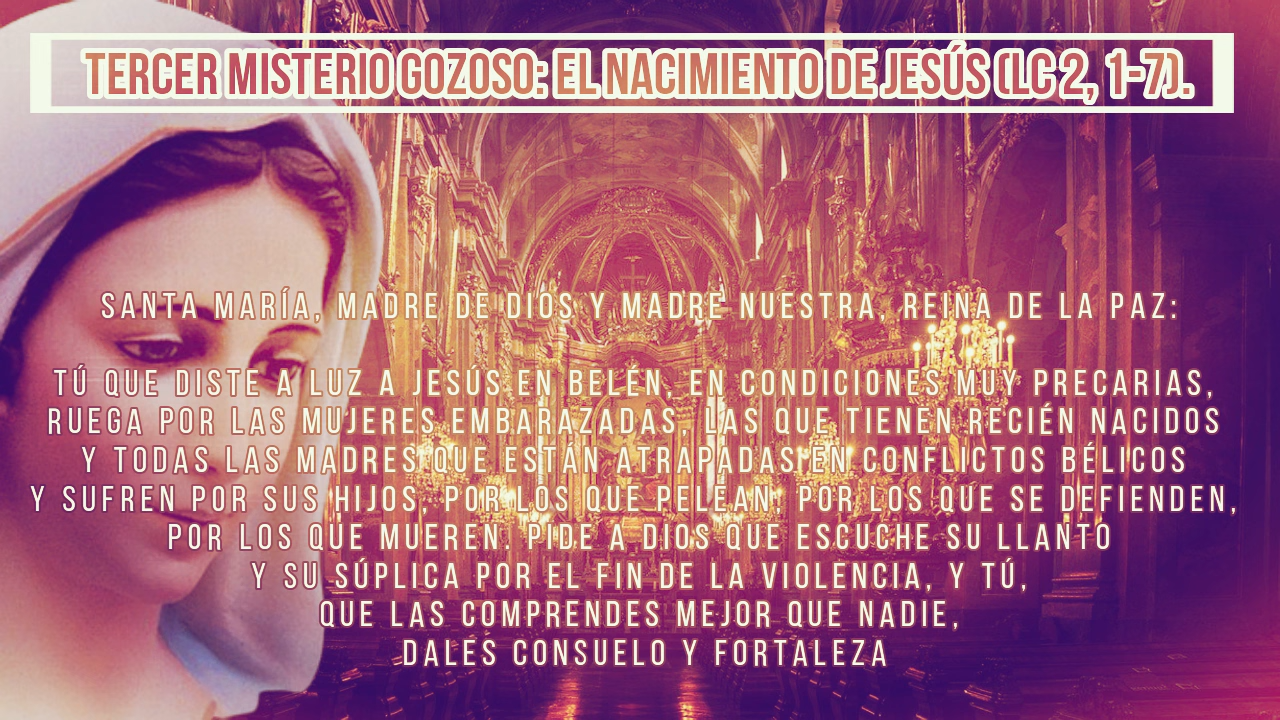 TERCER MISTERIO GOZOSO: EL NACIMIENTO DE JESÚS (LC 2, 1-7).
SANTA MARÍA, MADRE DE DIOS Y MADRE NUESTRA, REINA DE LA PAZ:
TÚ QUE DISTE A LUZ A JESÚS EN BELÉN, EN CONDICIONES MUY PRECARIAS,
RUEGA POR LAS MUJERES EMBARAZADAS, LAS QUE TIENEN RECIÉN NACIDOS
Y TODAS LAS MADRES QUE ESTÁN ATRAPADAS EN CONFLICTOS BÉLICOS
Y SUFREN POR SUS HIJOS, POR LOS QUE PELEAN, POR LOS QUE SE DEFIENDEN,
POR LOS QUE MUEREN. PIDE A DIOS QUE ESCUCHE SU LLANTO
Y SU SÚPLICA POR EL FIN DE LA VIOLENCIA, Y TÚ,
QUE LAS COMPRENDES MEJOR QUE NADIE,
DALES CONSUELO Y FORTALEZA